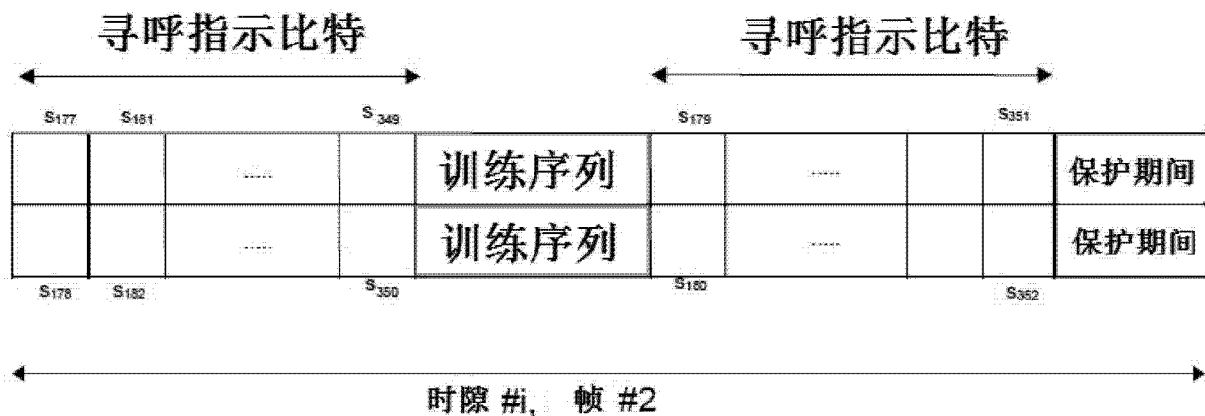 寻呼指示比特 寻呼指示比特
S177 S181 S349 S179 S351
..... 训练序列 ..... 保护期间
..... 训练序列 ..... 保护期间
S178 S182 S350 S180 S352
时隙 #i, 帧 #2